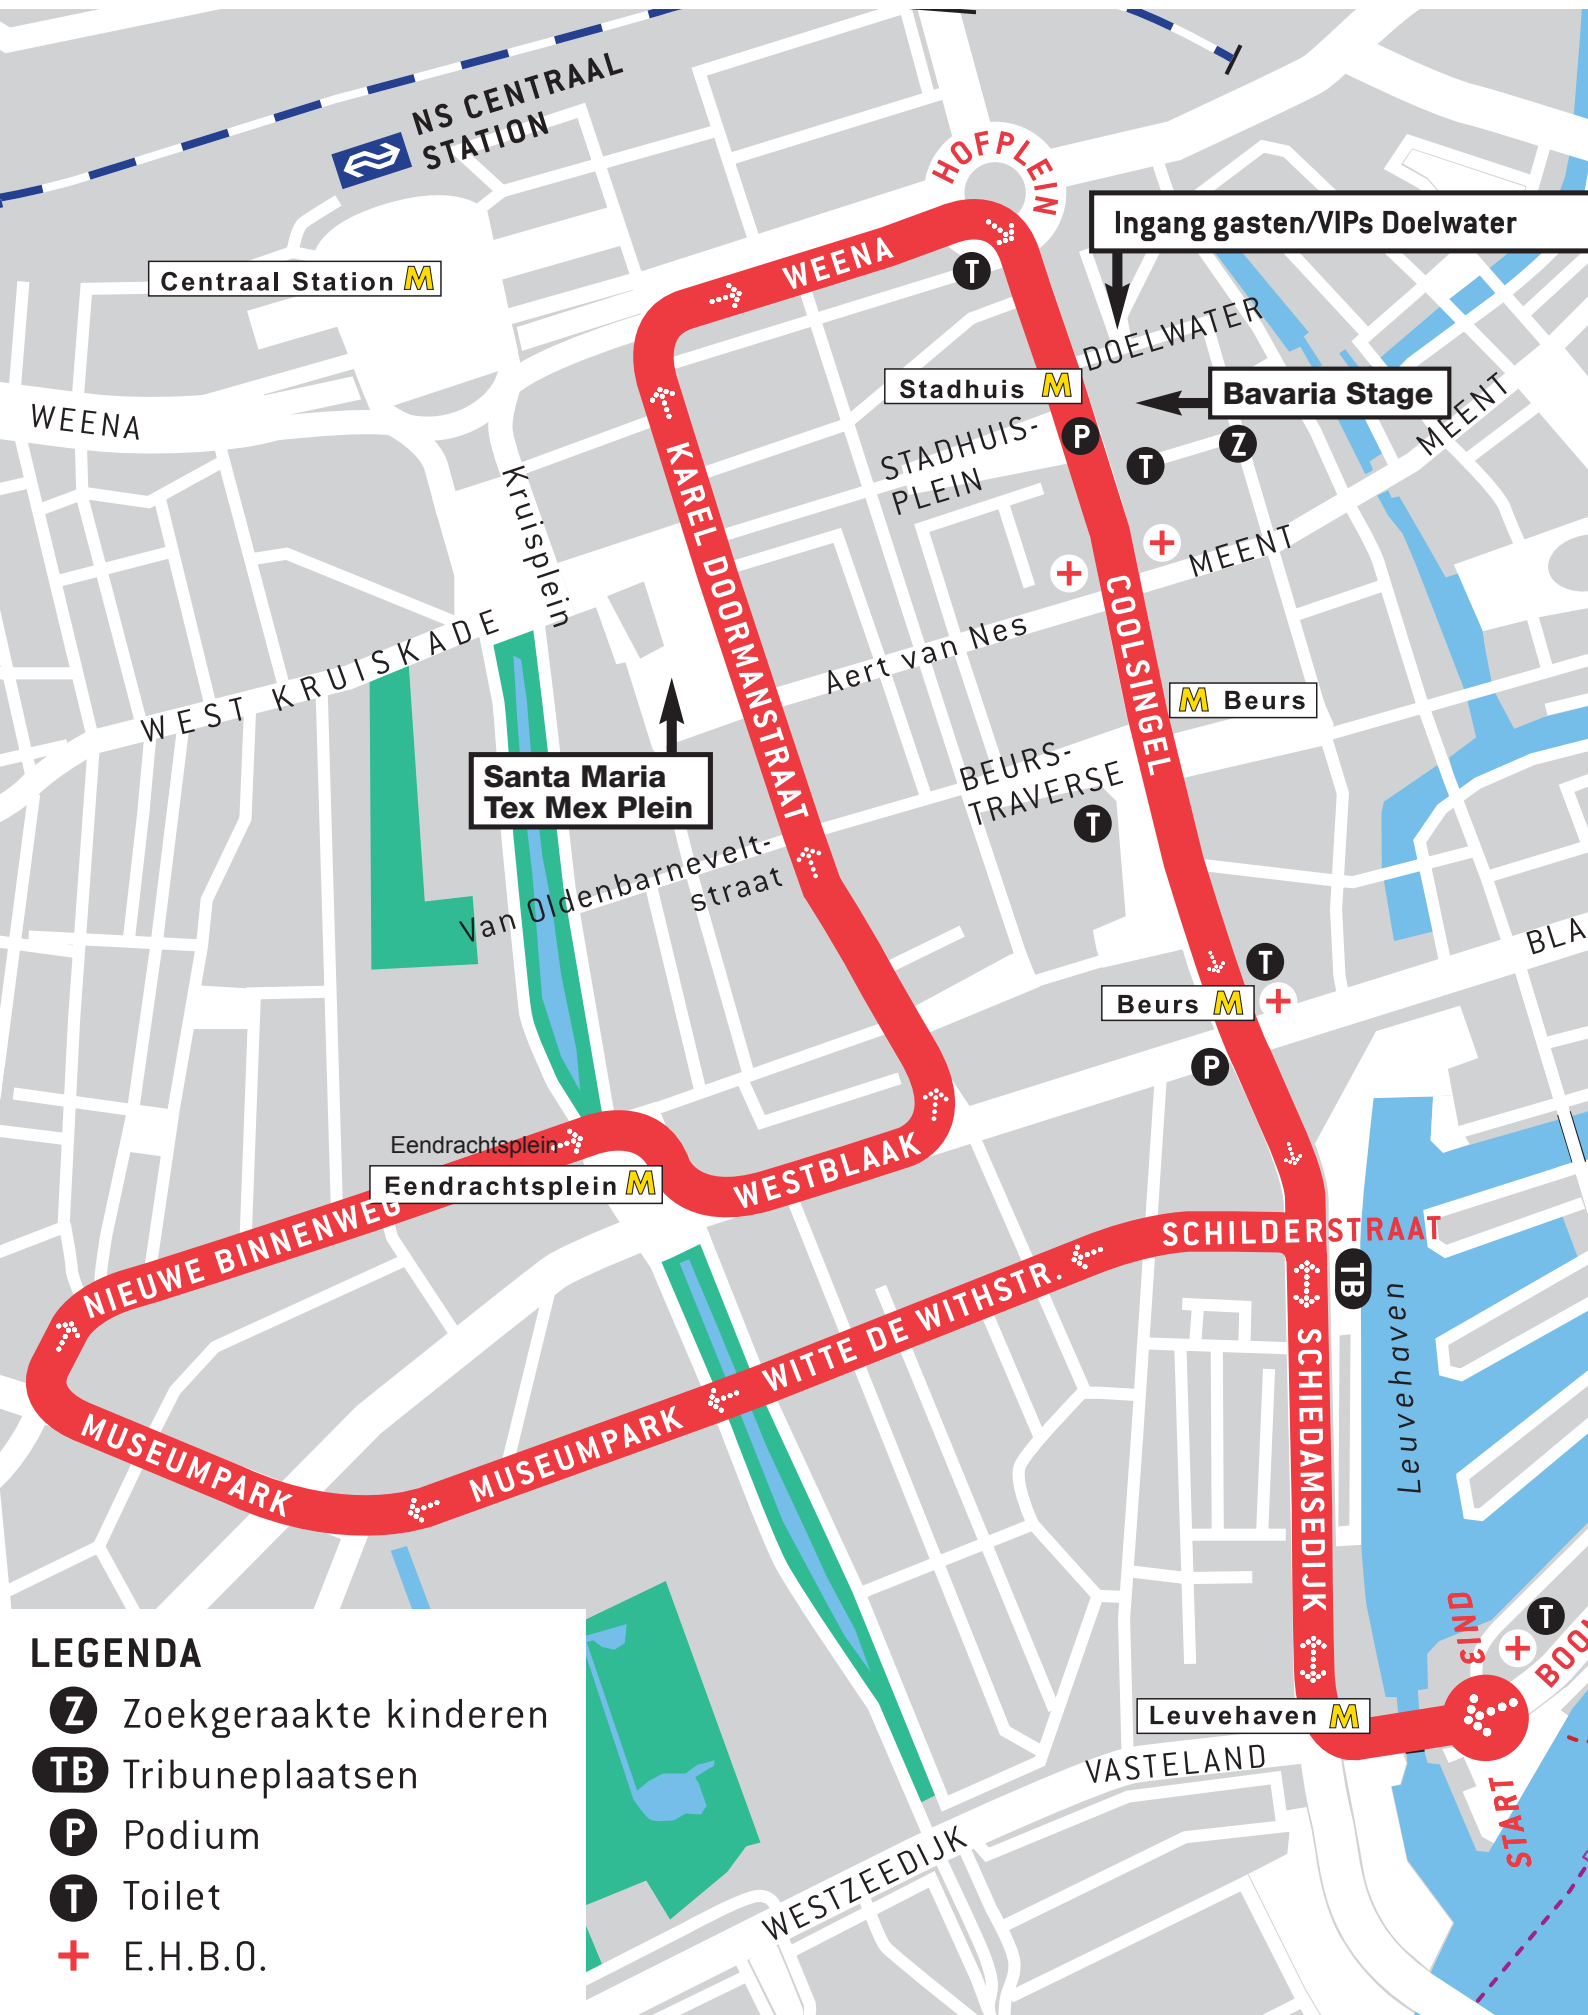 NS CENTRAAL
STATION
HOFPLEIN
Ingang gasten/VIPs Doelwater
Centraal Station M
WEENA
T
DOELWATER
Stadhuis M
Bavaria Stage
WEENA
MEENT
STADHUIS-
PLEIN
P
T
Z
Kruisplein
KAREL DOORMANSTRAAT
MEENT
COOLSINGEL
WEST KRUISKADE
Aert van Nes
M Beurs
Santa Maria
Tex Mex Plein
BEURS-
TRAVERSE
T
Van Oldenbarnevelt-
straat
BLA
T
Beurs M
P
Eendrachtsplein
Eendrachtsplein M
WESTBLAAK
NIEUWE BINNENWEG
SCHILDERSTRAAT
TB
Leuvehaven
WITTE DE WITHSTR.
SCHIEDAMSEDIJK
MUSEUMPARK
MUSEUMPARK
EIND
T
BOOM
Leuvehaven M
VASTELAND
START
WESTZEEDIJK
LEGENDA
Z Zoekgeraakte kinderen
TB Tribuneplaatsen
P Podium
T Toilet
+ E.H.B.O.